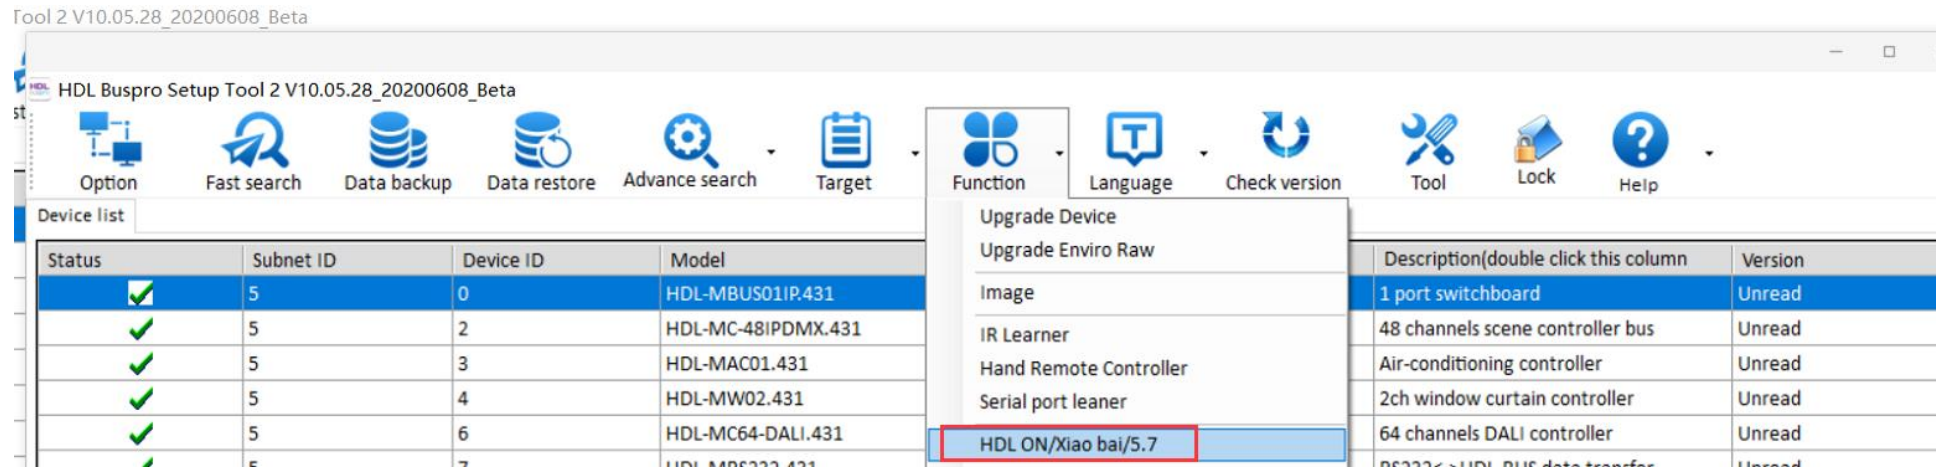 Tool 2 V10.05.28_20200608_Beta
HDL Buspro Setup Tool 2 V10.05.28_20200608_Beta
Option Fast search Data backup Data restore Advance search Target Function Language Check version Tool Lock Help
Device list
Upgrade Device
Upgrade Enviro Raw
Image
IR Learner
Hand Remote Controller
Serial port leaner
HDL ON/Xiao bai/5.7
Status Subnet ID Device ID Model Description(double click this column Version
5 0 HDL-MBUS01IP.431 1 port switchboard Unread
5 2 HDL-MC-48IPDMX.431 48 channels scene controller bus Unread
5 3 HDL-MAC01.431 Air-conditioning controller Unread
5 4 HDL-MW02.431 2ch window curtain controller Unread
5 6 HDL-MC64-DALI.431 64 channels DALI controller Unread